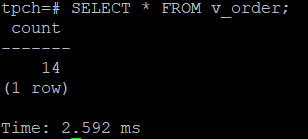 tpch=# SELECT * FROM v_order;
count
-------
14
(1 row)
Time: 2.592 ms